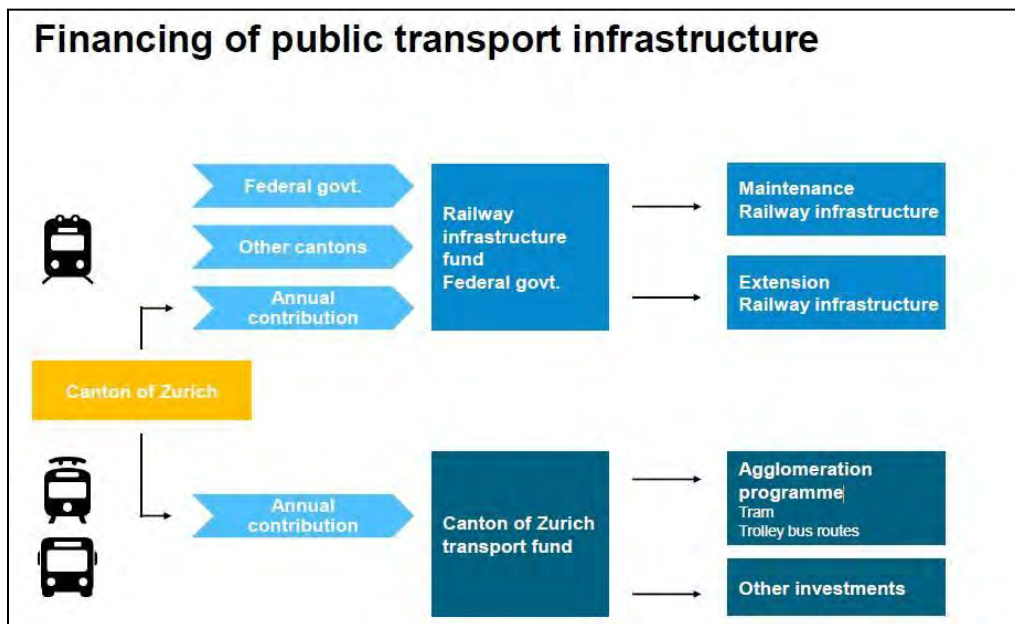 Financing of public transport infrastructure
Federal govt.
Other cantons
Annual
contribution
Railway
infrastructure
fund
Federal govt.
Maintenance
Railway infrastructure
Extension
Railway infrastructure
Canton of Zurich
Annual
contribution
Canton of Zurich
transport fund
Agglomeration
programme
Tram
Trolley bus routes
Other investments